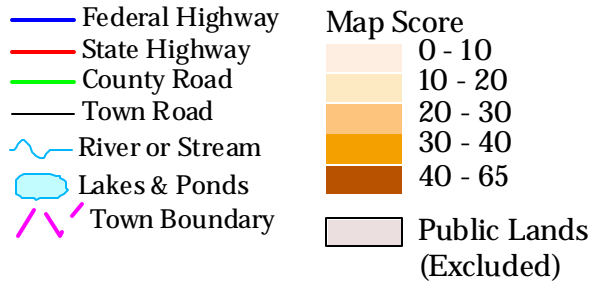 Federal Highway
State Highway
County Road
Town Road
River or Stream
Lakes & Ponds
Town Boundary
Map Score
0 - 10
10 - 20
20 - 30
30 - 40
40 - 65
Public Lands
(Excluded)